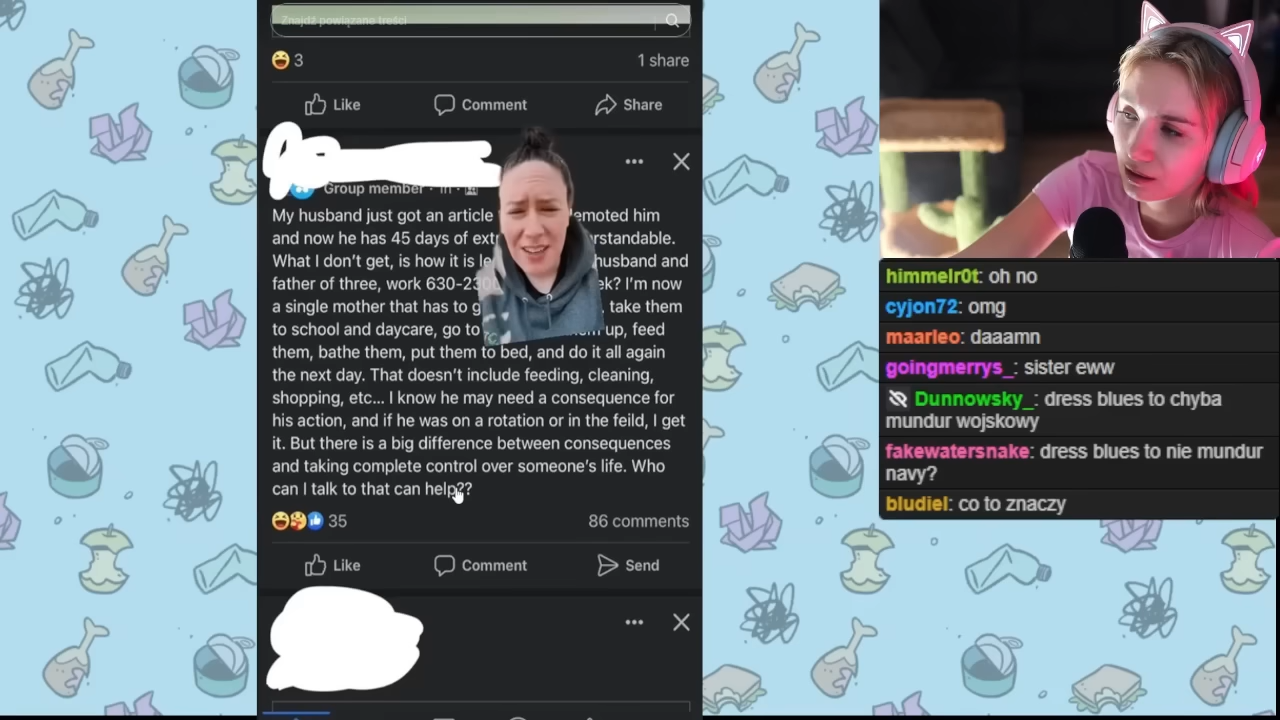 Znajdź powiązane treści
3
1 share
Like
Comment
Share
Group member · in ·
My husband just got an article emoted him
and now he has 45 days of ext rstandable.
What I don't get, is how it is le husband and
father of three, work 630-230 ek? I'm now
a single mother that has to g take them
to school and daycare, go to up, feed
them, bathe them, put them to bed, and do it all again
the next day. That doesn't include feeding, cleaning,
shopping, etc... I know he may need a consequence for
his action, and if he was on a rotation or in the feild, I get
it. But there is a big difference between consequences
and taking complete control over someone's life. Who
can I talk to that can help??
35
86 comments
Like
Comment
Send
himmelr0t: oh no
cyjon72: omg
maarleo: daaamn
goingmerrys_: sister eww
Dunnowsky_: dress blues to chyba
mundur wojskowy
fakewatersnake: dress blues to nie mundur
navy?
bludiel: co to znaczy